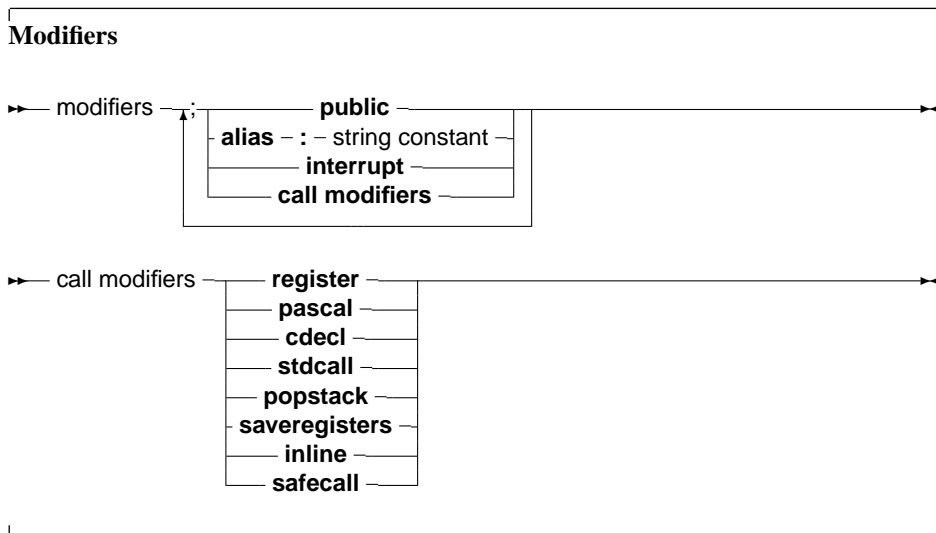 Modifiers
modifiers ; public
alias : string constant
interrupt
call modifiers
call modifiers register
pascal
cdecl
stdcall
popstack
saveregisters
inline
safecall